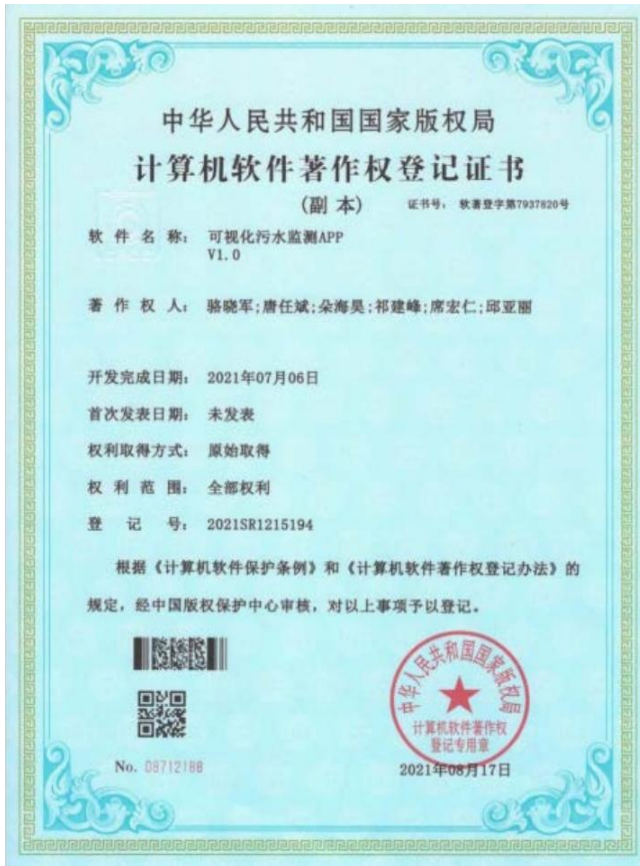 中华人民共和国国家版权局
计算机软件著作权登记证书
(副本)
证书号: 软著登字第7937820号
软件名称: 可视化污水监测APP
V1.0
著作权人: 骆晓军;唐任斌;朵海昊;祁建峰;席宏仁;邱亚丽
开发完成日期: 2021年07月06日
首次发表日期: 未发表
权利取得方式: 原始取得
权利范围: 全部权利
登记号: 2021SR1215194
根据《计算机软件保护条例》和《计算机软件著作权登记办法》的
规定,经中国版权保护中心审核,对以上事项予以登记。
中华人民共和国国家版权局
计算机软件著作权
登记专用章
No. 08712188
2021年08月17日